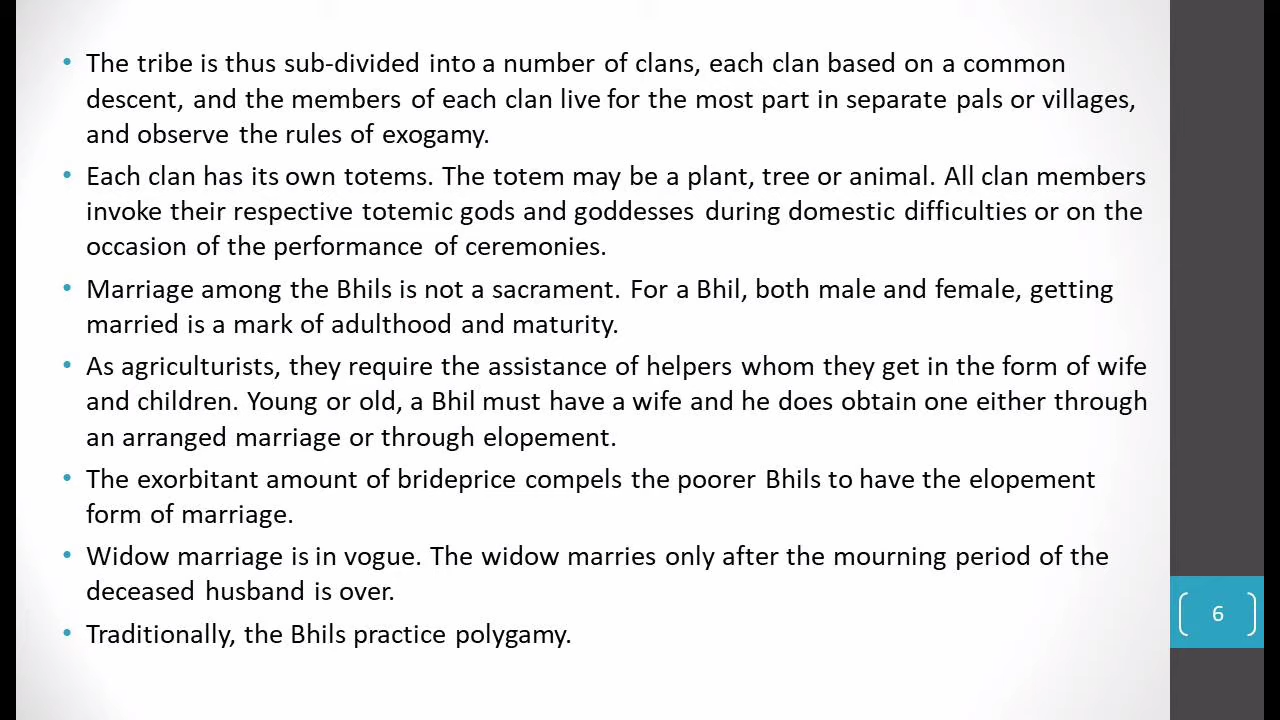 • The tribe is thus sub-divided into a number of clans, each clan based on a common
descent, and the members of each clan live for the most part in separate pals or villages,
and observe the rules of exogamy.
• Each clan has its own totems. The totem may be a plant, tree or animal. All clan members
invoke their respective totemic gods and goddesses during domestic difficulties or on the
occasion of the performance of ceremonies.
• Marriage among the Bhils is not a sacrament. For a Bhil, both male and female, getting
married is a mark of adulthood and maturity.
• As agriculturists, they require the assistance of helpers whom they get in the form of wife
and children. Young or old, a Bhil must have a wife and he does obtain one either through
an arranged marriage or through elopement.
• The exorbitant amount of brideprice compels the poorer Bhils to have the elopement
form of marriage.
• Widow marriage is in vogue. The widow marries only after the mourning period of the
deceased husband is over.
• Traditionally, the Bhils practice polygamy.
6